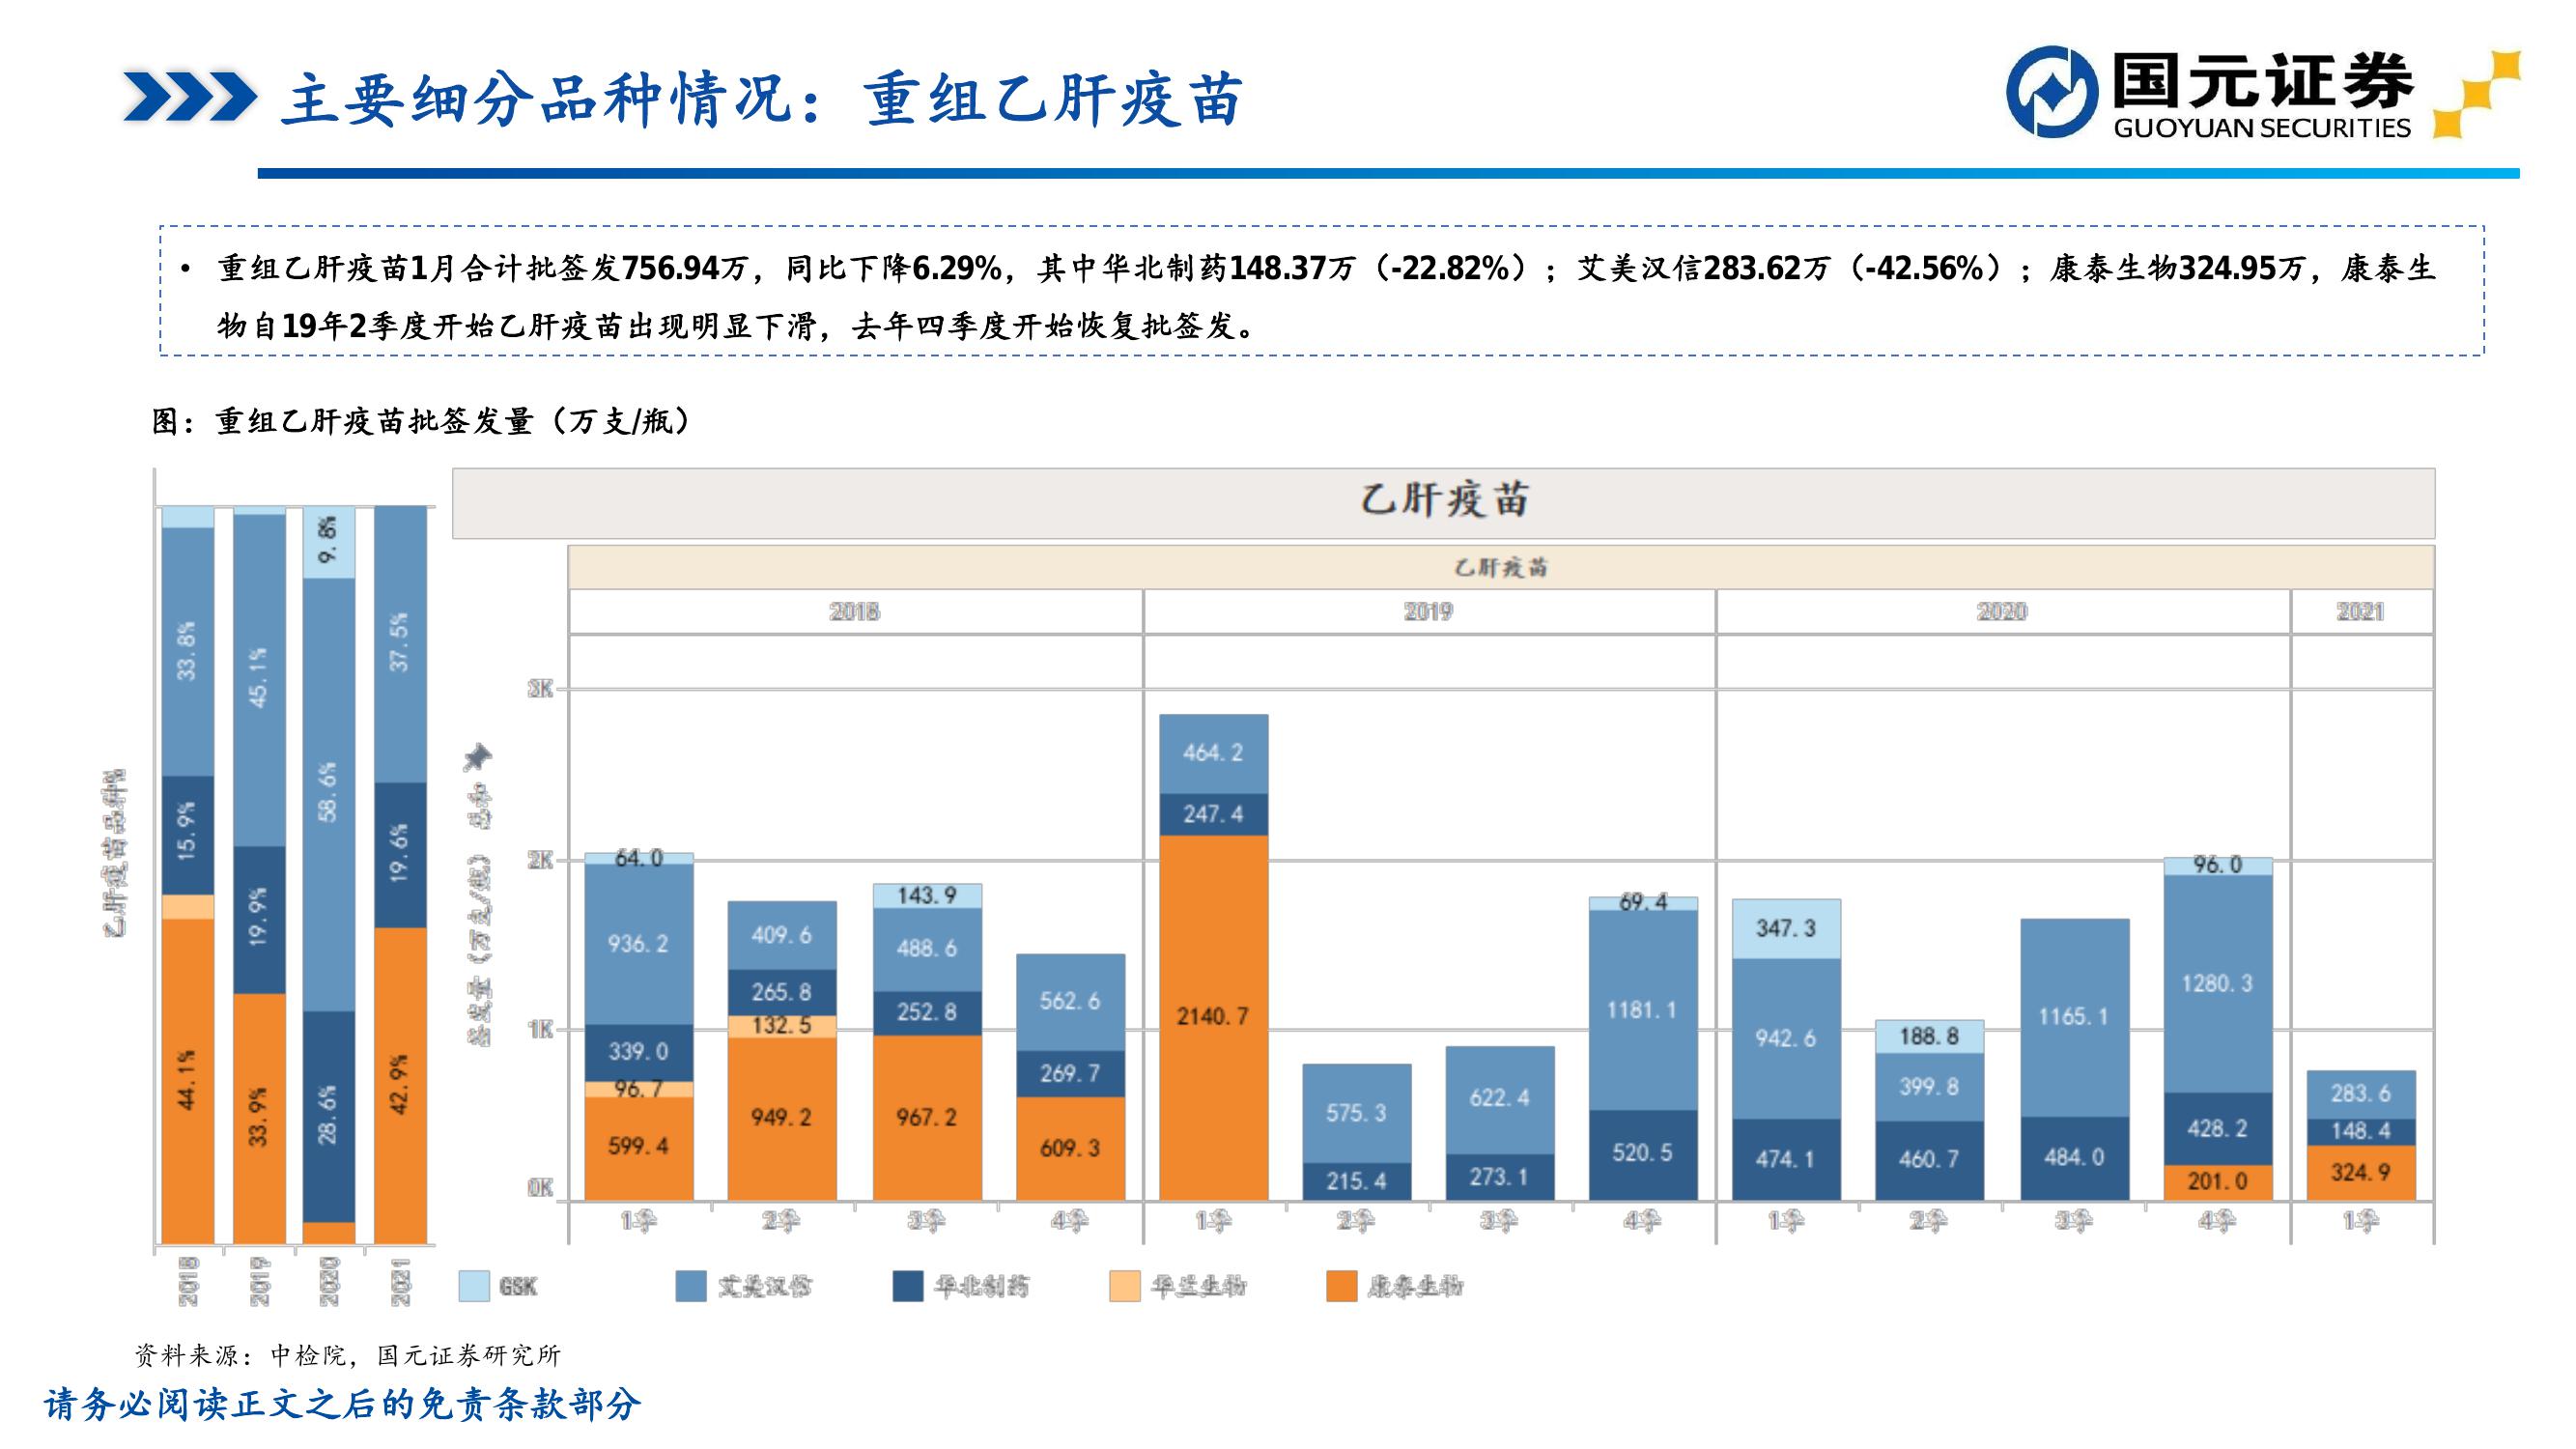 主要细分品种情况：重组乙肝疫苗
国元证券
GUOYUAN SECURITIES
• 重组乙肝疫苗1月合计批签发756.94万，同比下降6.29%，其中华北制药148.37万（-22.82%）；艾美汉信283.62万（-42.56%）；康泰生物324.95万，康泰生
物自19年2季度开始乙肝疫苗出现明显下滑，去年四季度开始恢复批签发。
图：重组乙肝疫苗批签发量（万支/瓶）
乙肝疫苗品种%
33.8%
15.9%
44.1%
45.1%
19.9%
33.9%
9.8%
58.6%
28.6%
37.5%
19.6%
42.9%
2018 2017 2020 2021
乙肝疫苗
乙肝疫苗
2018 2019 2020 2021
签发量（万支/瓶） 总和
3K
2K
1K
0K
64.0
936.2
339.0
96.7
599.4
409.6
265.8
132.5
949.2
143.9
488.6
252.8
967.2
562.6
269.7
609.3
464.2
247.4
2140.7
575.3
215.4
622.4
273.1
69.4
1181.1
520.5
347.3
942.6
474.1
188.8
399.8
460.7
1165.1
484.0
96.0
1280.3
428.2
201.0
283.6
148.4
324.9
1季 2季 3季 4季 1季 2季 3季 4季 1季 2季 3季 4季 1季
GSK 艾美汉信 华北制药 华兰生物 康泰生物
资料来源：中检院，国元证券研究所
请务必阅读正文之后的免责条款部分